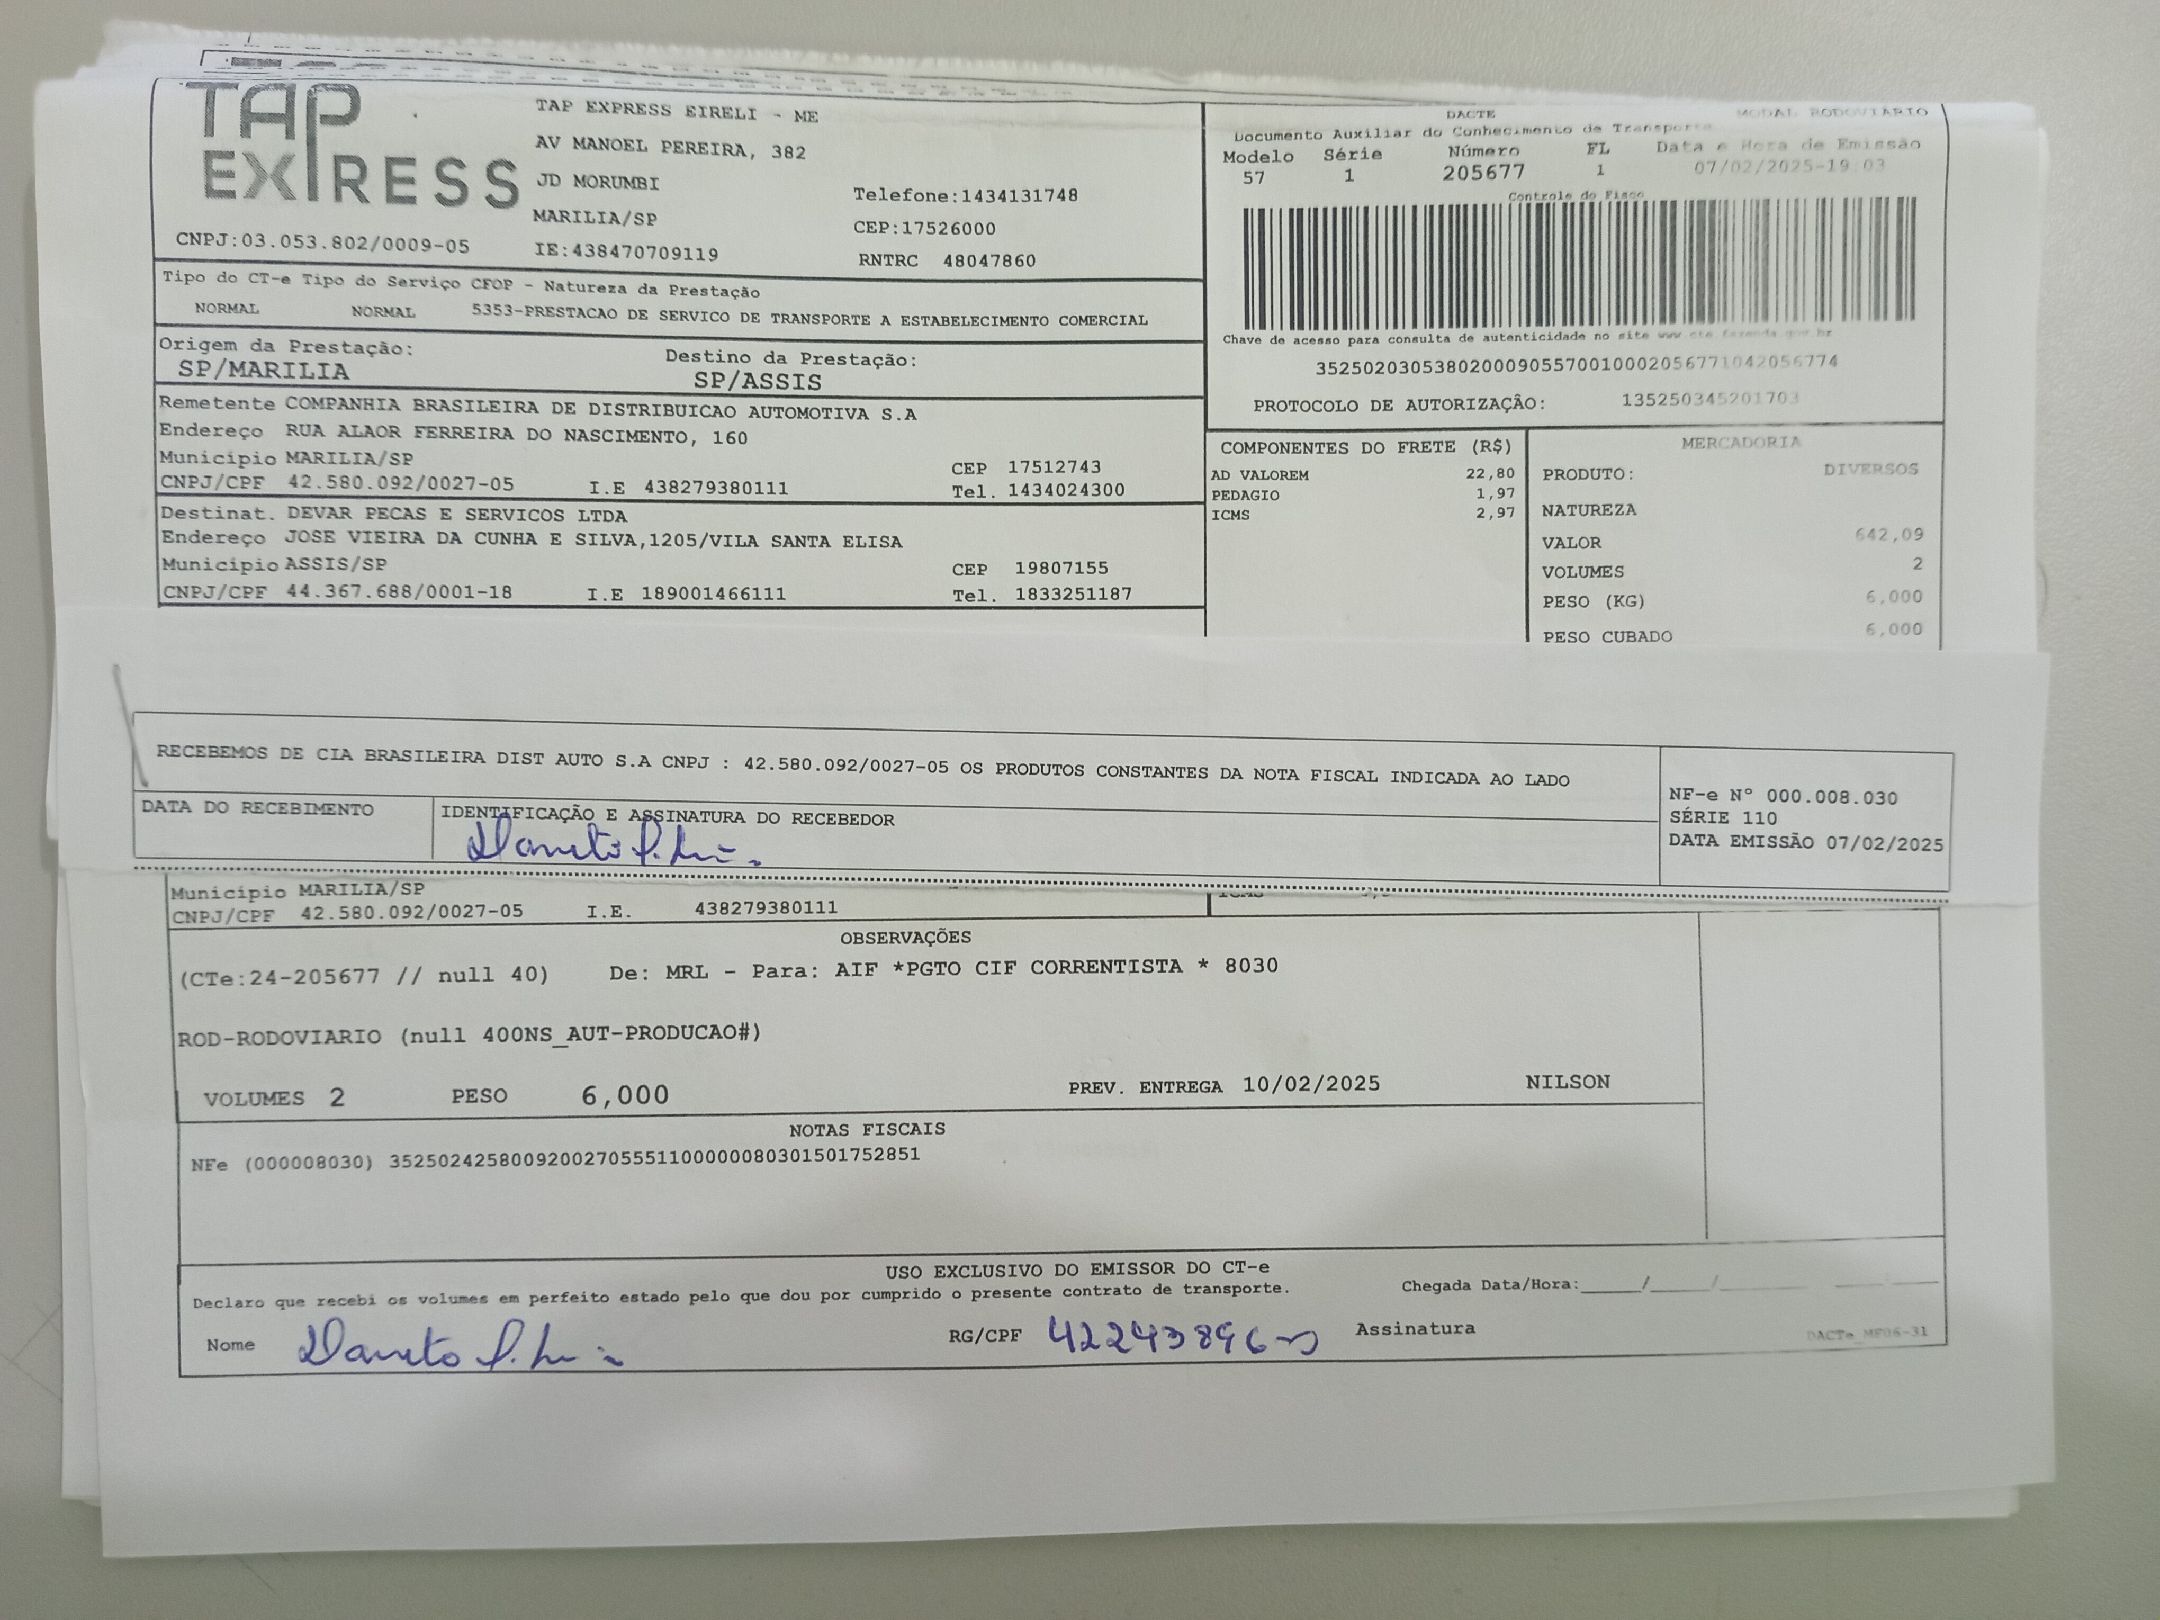 TAP EXPRESS
TAP EXPRESS EIRELI - ME
AV MANOEL PEREIRA, 382
JD MORUMBI
Telefone:1434131748
MARILIA/SP
CEP:17526000
CNPJ:03.053.802/0009-05
IE:438470709119
RNTRC 48047860
DACTE
MODAL RODOVIÁRIO
Documento Auxiliar do Conhecimento de Transporte
Modelo Série Número FL Data e Hora de Emissão
57 1 205677 1 07/02/2025-19:03
Controle do Fisco
Chave de acesso para consulta de autenticidade no site www.cte.fazenda.gov.br
35250203053802000905570010002056771042056774
PROTOCOLO DE AUTORIZAÇÃO: 135250345201703
Tipo do CT-e Tipo do Serviço CFOP - Natureza da Prestação
NORMAL NORMAL 5353-PRESTACAO DE SERVICO DE TRANSPORTE A ESTABELECIMENTO COMERCIAL
Origem da Prestação: Destino da Prestação:
SP/MARILIA SP/ASSIS
Remetente COMPANHIA BRASILEIRA DE DISTRIBUICAO AUTOMOTIVA S.A
Endereço RUA ALAOR FERREIRA DO NASCIMENTO, 160
Municipio MARILIA/SP CEP 17512743
CNPJ/CPF 42.580.092/0027-05 I.E 438279380111 Tel. 1434024300
Destinat. DEVAR PECAS E SERVICOS LTDA
Endereço JOSE VIEIRA DA CUNHA E SILVA,1205/VILA SANTA ELISA
Municipio ASSIS/SP CEP 19807155
CNPJ/CPF 44.367.688/0001-18 I.E 189001466111 Tel. 1833251187
COMPONENTES DO FRETE (R$)
AD VALOREM 22,80
PEDAGIO 1,97
ICMS 2,97
MERCADORIA
PRODUTO: DIVERSOS
NATUREZA
VALOR 642,09
VOLUMES 2
PESO (KG) 6,000
PESO CUBADO 6,000
RECEBEMOS DE CIA BRASILEIRA DIST AUTO S.A CNPJ : 42.580.092/0027-05 OS PRODUTOS CONSTANTES DA NOTA FISCAL INDICADA AO LADO
DATA DO RECEBIMENTO
IDENTIFICAÇÃO E ASSINATURA DO RECEBEDOR
NF-e Nº 000.008.030
SÉRIE 110
DATA EMISSÃO 07/02/2025
Municipio MARILIA/SP
CNPJ/CPF 42.580.092/0027-05 I.E. 438279380111
OBSERVAÇÕES
(CTe:24-205677 // null 40) De: MRL - Para: AIF *PGTO CIF CORRENTISTA * 8030
ROD-RODOVIARIO (null 400NS_AUT-PRODUCAO#)
VOLUMES 2 PESO 6,000 PREV. ENTREGA 10/02/2025 NILSON
NOTAS FISCAIS
NFe (000008030) 35250242580092002705551100000080301501752851
USO EXCLUSIVO DO EMISSOR DO CT-e
Declaro que recebi os volumes em perfeito estado pelo que dou por cumprido o presente contrato de transporte.
Chegada Data/Hora:____/____/
Nome
RG/CPF 42243896
Assinatura
DACTe_MF06-31